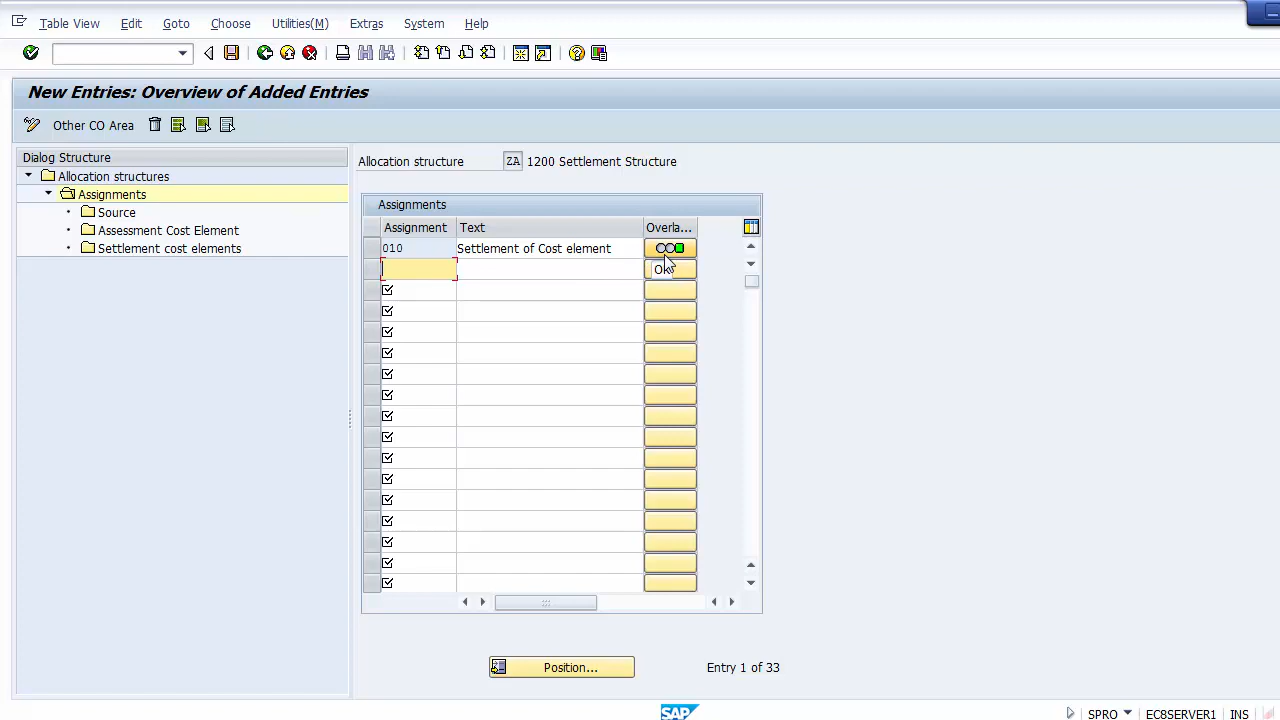 Table View Edit Goto Choose Utilities(M) Extras System Help
New Entries: Overview of Added Entries
Other CO Area
Dialog Structure
Allocation structures
Assignments
Source
Assessment Cost Element
Settlement cost elements
Allocation structure ZA 1200 Settlement Structure
Assignments
Assignment Text Overla...
010 Settlement of Cost element
Position... Entry 1 of 33
SAP
SPRO EC8SERVER1 INS